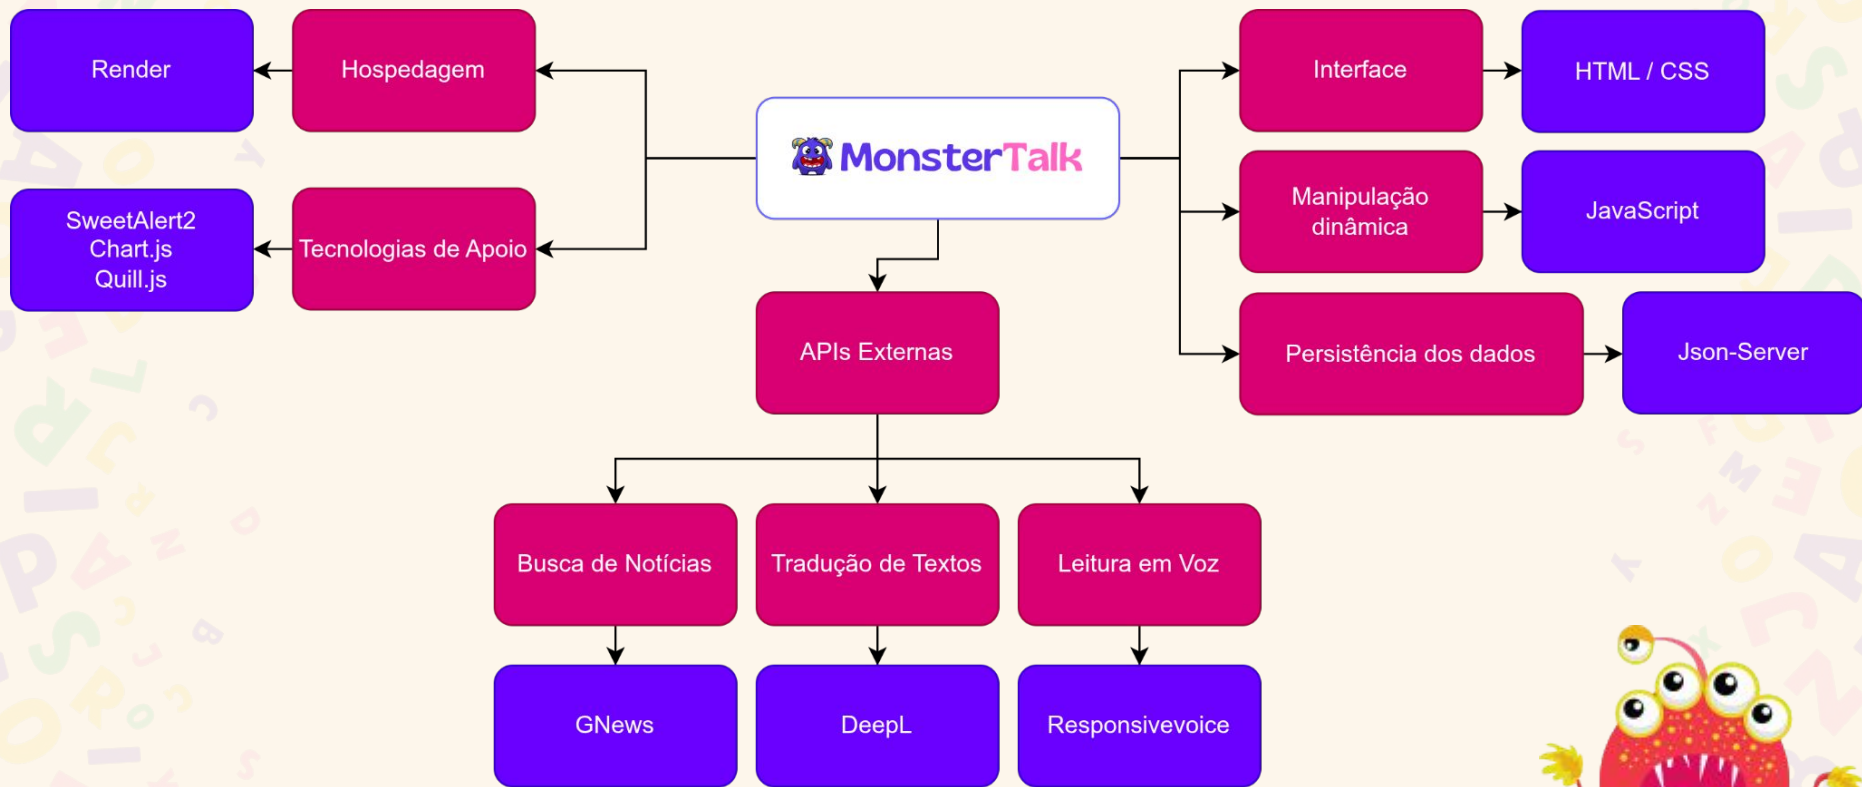 Render
Hospedagem
MonsterTalk
Interface
HTML / CSS
SweetAlert2
Chart.js
Quill.js
Tecnologias de Apoio
Manipulação
dinâmica
JavaScript
APIs Externas
Persistência dos dados
Json-Server
Busca de Notícias
Tradução de Textos
Leitura em Voz
GNews
DeepL
Responsivevoice